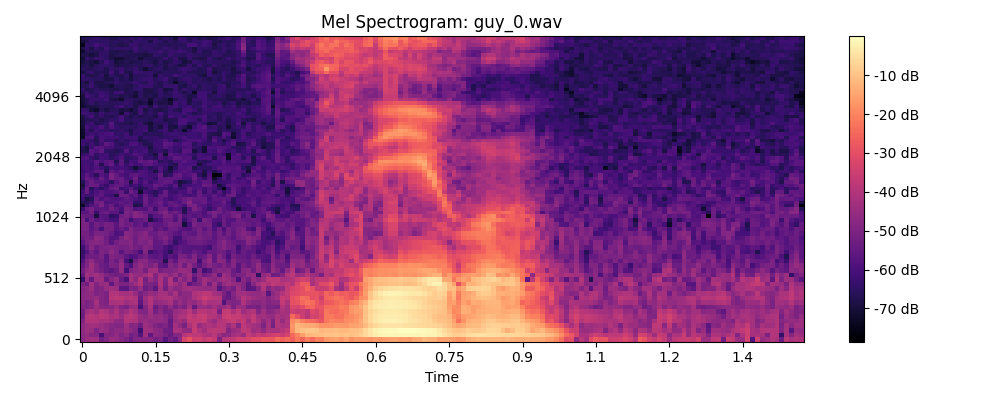 Mel Spectrogram: guy_0.wav
Hz
4096
2048
1024
512
0
0 0.15 0.3 0.45 0.6 0.75 0.9 1.1 1.2 1.4
Time
-10 dB
-20 dB
-30 dB
-40 dB
-50 dB
-60 dB
-70 dB